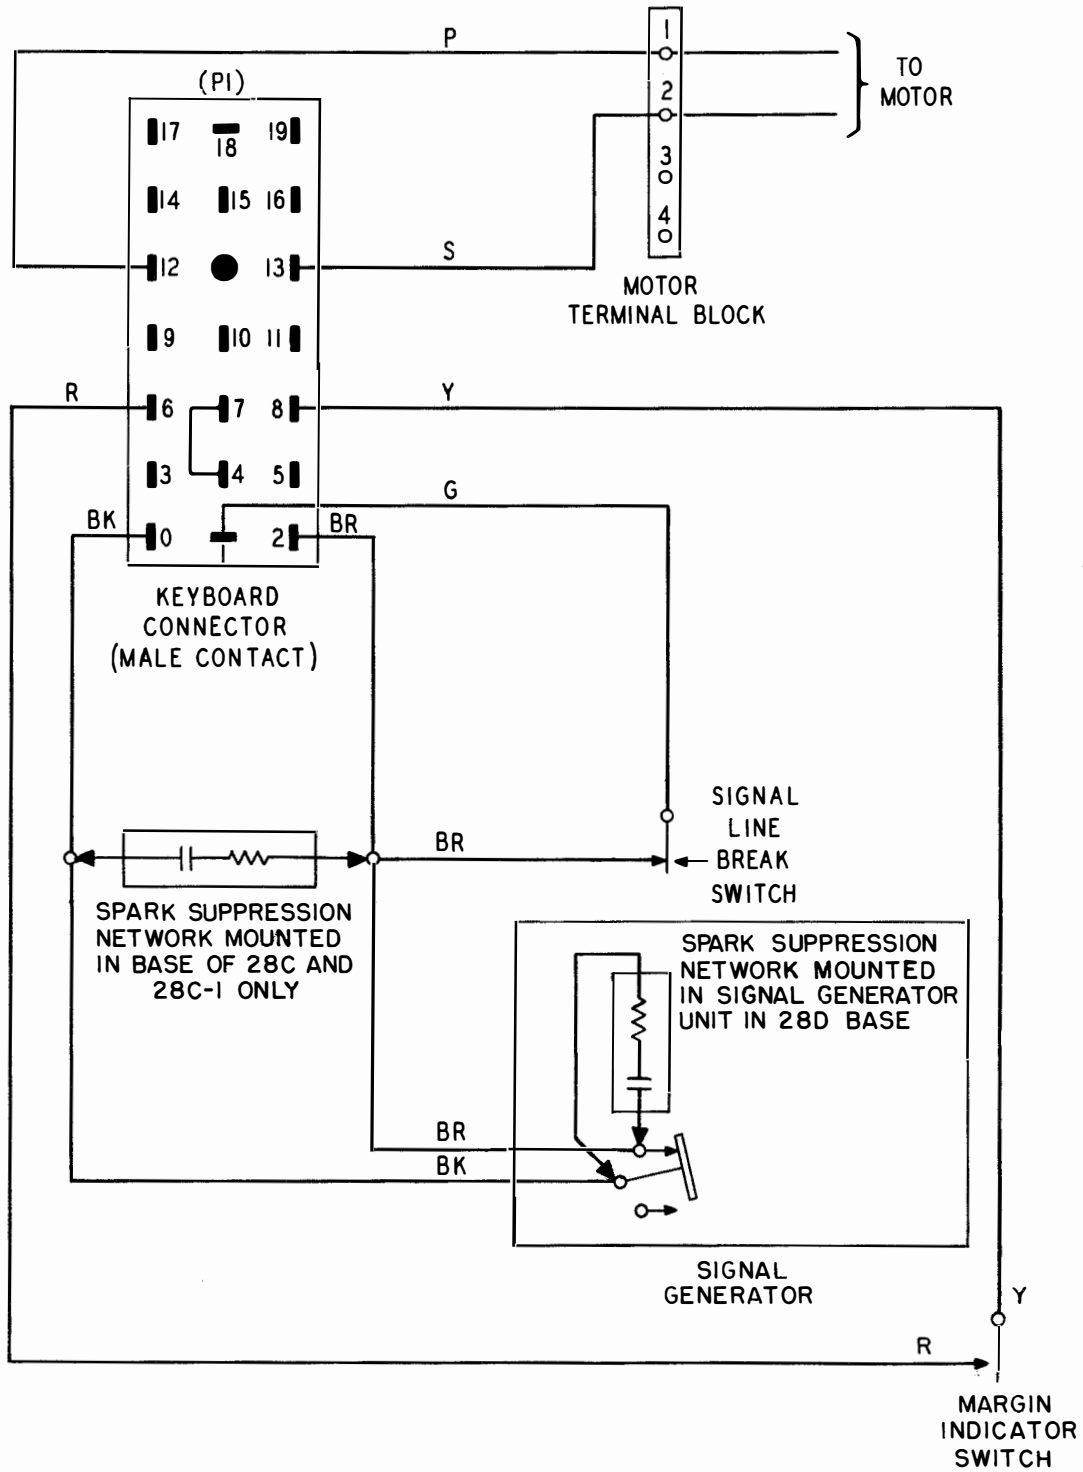 P
1
2
3
4
TO
MOTOR
(P1)
17 18 19
14 15 16
12 13
S
MOTOR
TERMINAL BLOCK
9 10 11
R
6 7 8
Y
3 4 5
G
BK
0 2
BR
KEYBOARD
CONNECTOR
(MALE CONTACT)
SIGNAL
LINE
BREAK
SWITCH
BR
SPARK SUPPRESSION
NETWORK MOUNTED
IN BASE OF 28C AND
28C-1 ONLY
SPARK SUPPRESSION
NETWORK MOUNTED
IN SIGNAL GENERATOR
UNIT IN 28D BASE
BR
BK
SIGNAL
GENERATOR
Y
R
MARGIN
INDICATOR
SWITCH